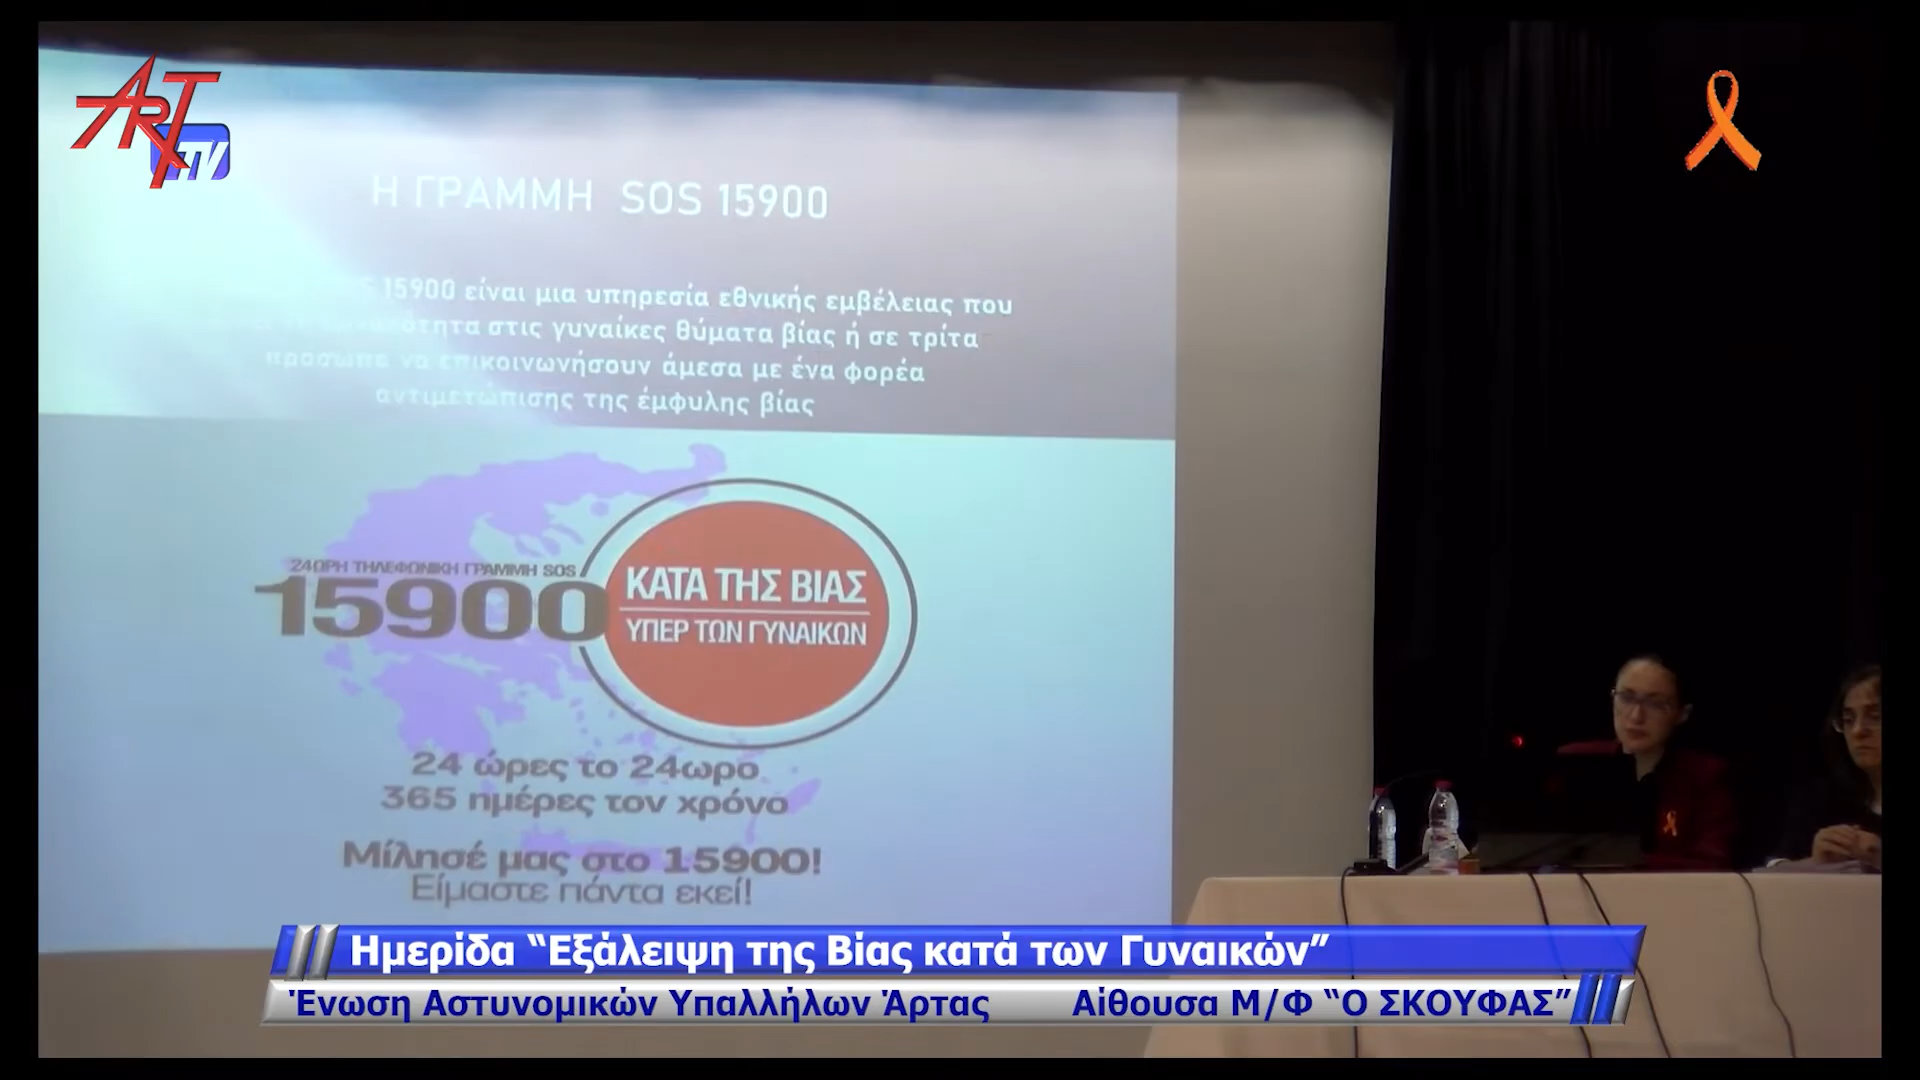 ART TV
Η ΓΡΑΜΜΗ SOS 15900
15900 είναι μια υπηρεσία εθνικής εμβέλειας που
στις γυναίκες θύματα βίας ή σε τρίτα
πρόσωπα να επικοινωνήσουν άμεσα με ένα φορέα
αντιμετώπισης της έμφυλης βίας
24ΩΡΗ ΤΗΛΕΦΩΝΙΚΗ ΓΡΑΜΜΗ SOS
15900
ΚΑΤΑ ΤΗΣ ΒΙΑΣ
ΥΠΕΡ ΤΩΝ ΓΥΝΑΙΚΩΝ
24 ώρες το 24ωρο
365 ημέρες τον χρόνο
Μίλησέ μας στο 15900!
Είμαστε πάντα εκεί!
Ημερίδα "Εξάλειψη της Βίας κατά των Γυναικών"
Ένωση Αστυνομικών Υπαλλήλων Άρτας Αίθουσα Μ/Φ "Ο ΣΚΟΥΦΑΣ"